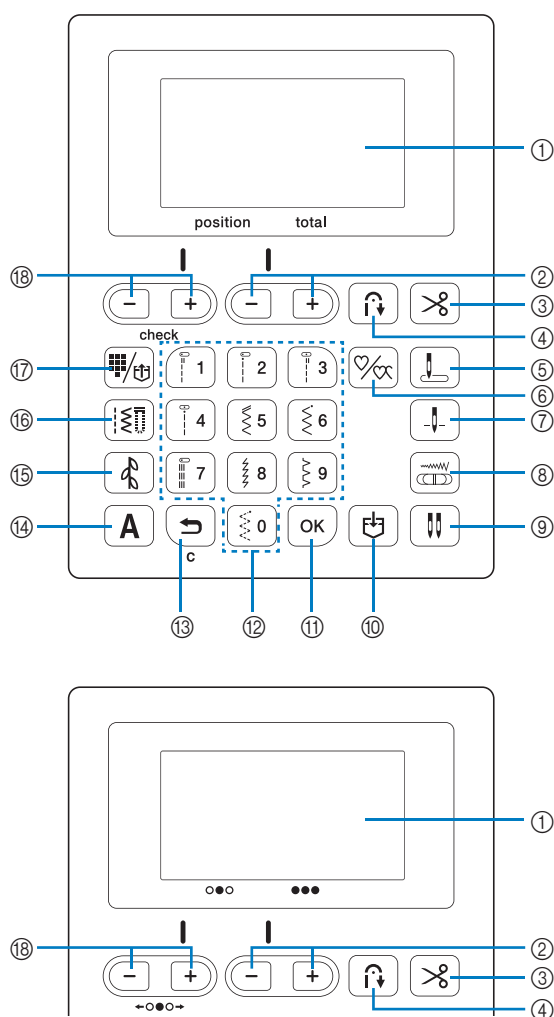 ①
position total
⑱ − + − + ② ③
④
check
⑰ 1 2 3 ⑤
⑥
⑯ 4 5 6 ⑦
⑮ 7 8 9 ⑧
⑭ A 0 OK ⑨
c
⑬ ⑫ ⑪ ⑩
①
⑱ − + − + ② ③
④